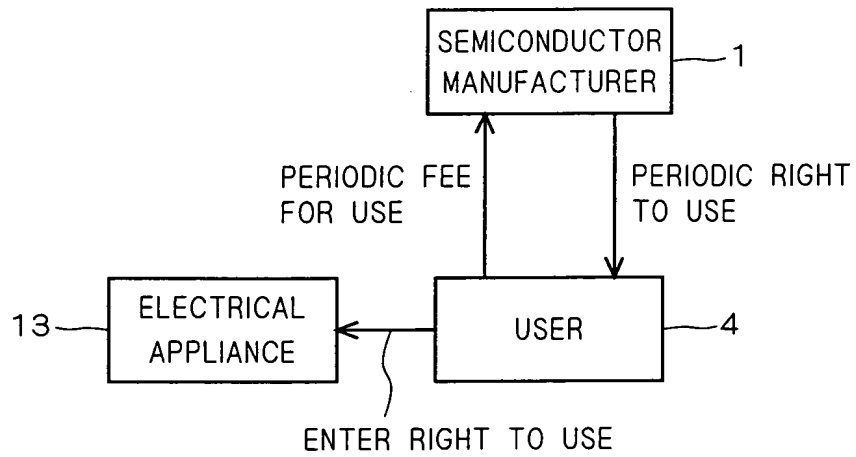 SEMICONDUCTOR
MANUFACTURER
1
PERIODIC FEE
FOR USE
PERIODIC RIGHT
TO USE
13
ELECTRICAL
APPLIANCE
USER
4
ENTER RIGHT TO USE